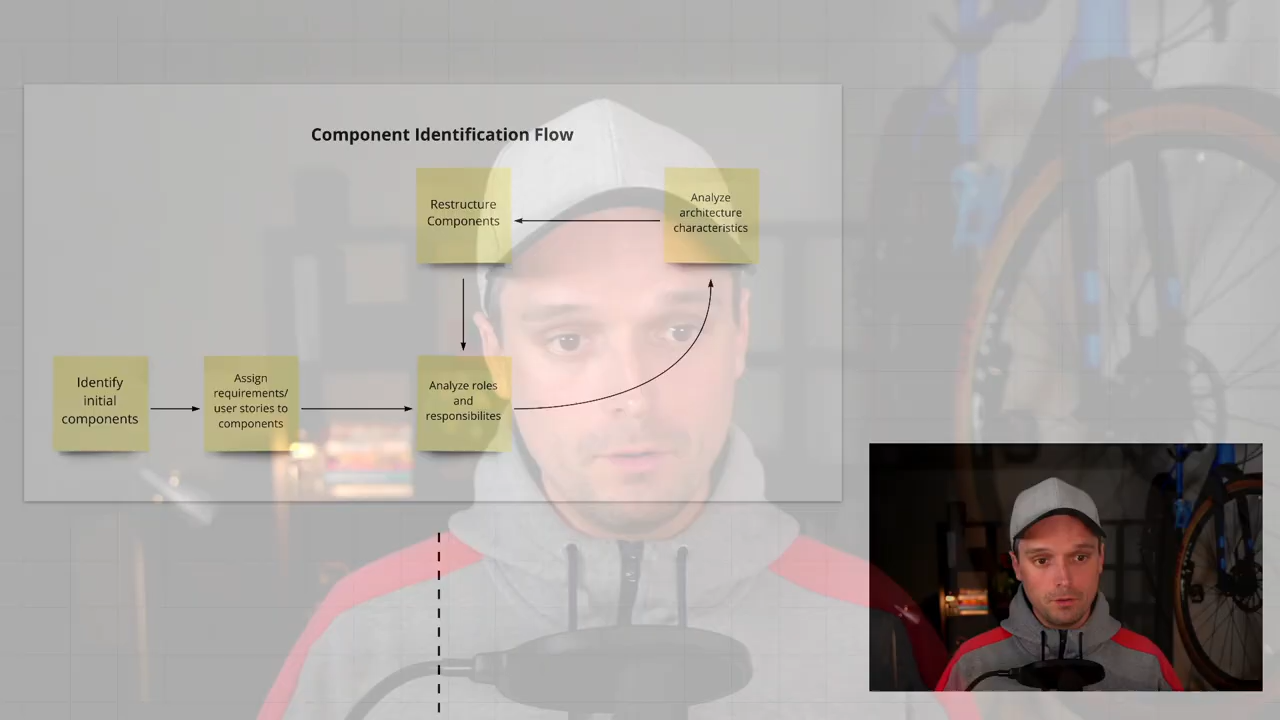 Component Identification Flow
Restructure
Components
Analyze
architecture
characteristics
Identify
initial
components
Assign
requirements/
user stories to
components
Analyze roles
and
responsibilites